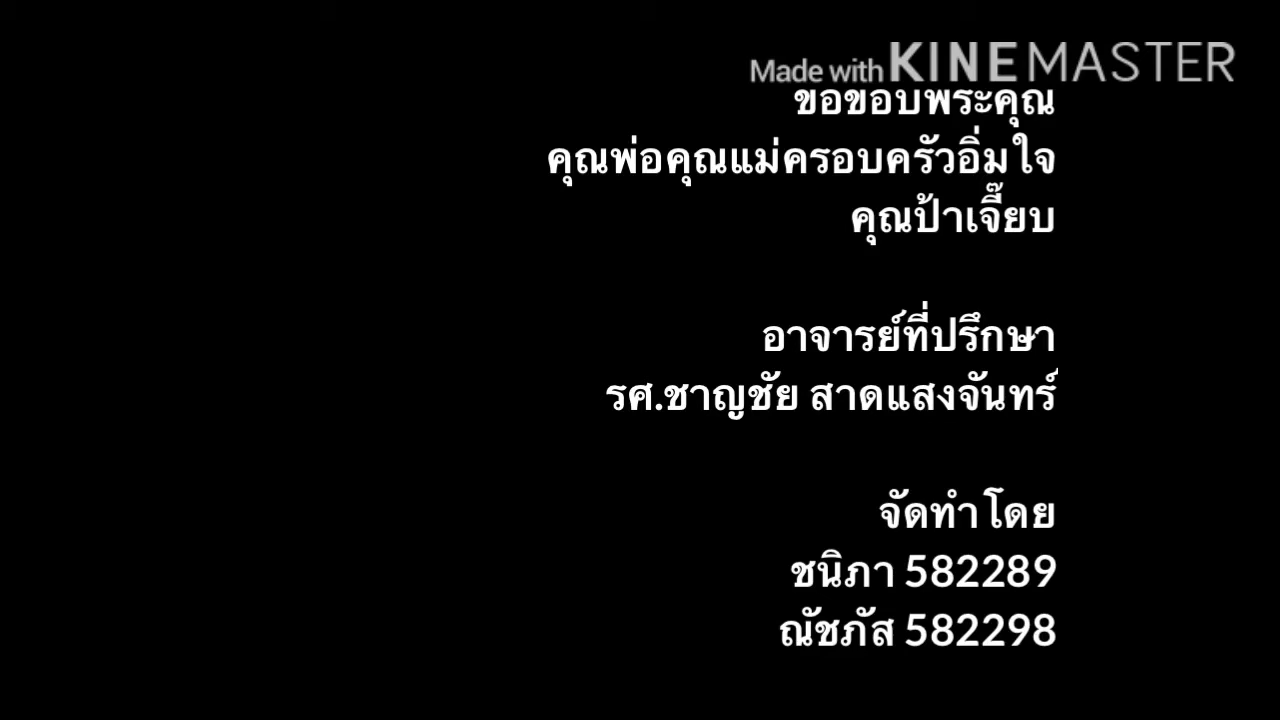 Made with KINEMASTER
ขอขอบพระคุณ
คุณพ่อคุณแม่ครอบครัวอิ่มใจ
คุณป้าเจี๊ยบ
อาจารย์ที่ปรึกษา
รศ.ชาญชัย สาดแสงจันทร์
จัดทำโดย
ชนิภา 582289
ณัชภัส 582298